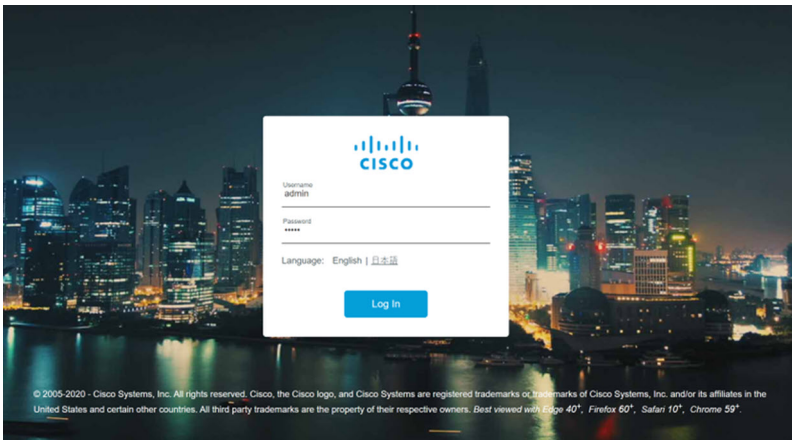 CISCO
Username
admin
Password
•••••
Language: English | 日本語
Log In
© 2005-2020 - Cisco Systems, Inc. All rights reserved. Cisco, the Cisco logo, and Cisco Systems are registered trademarks or trademarks of Cisco Systems, Inc. and/or its affiliates in the
United States and certain other countries. All third party trademarks are the property of their respective owners. Best viewed with Edge 40+, Firefox 60+, Safari 10+, Chrome 59+.